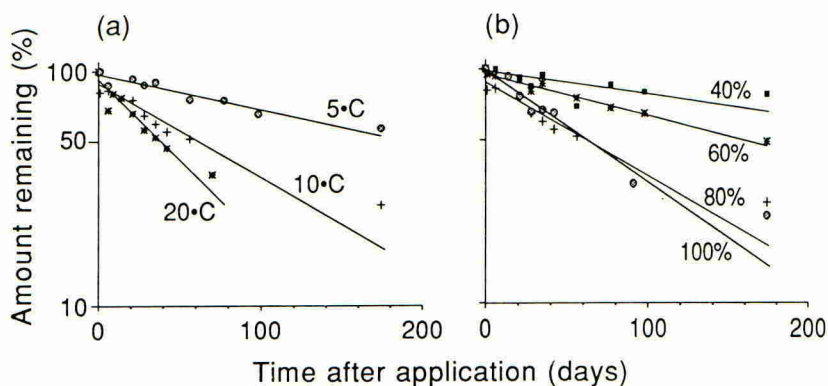 (a)
(b)
Amount remaining (%)
100
50
10
5•C
10•C
20•C
40%
60%
80%
100%
0
100
200
0
100
200
Time after application (days)